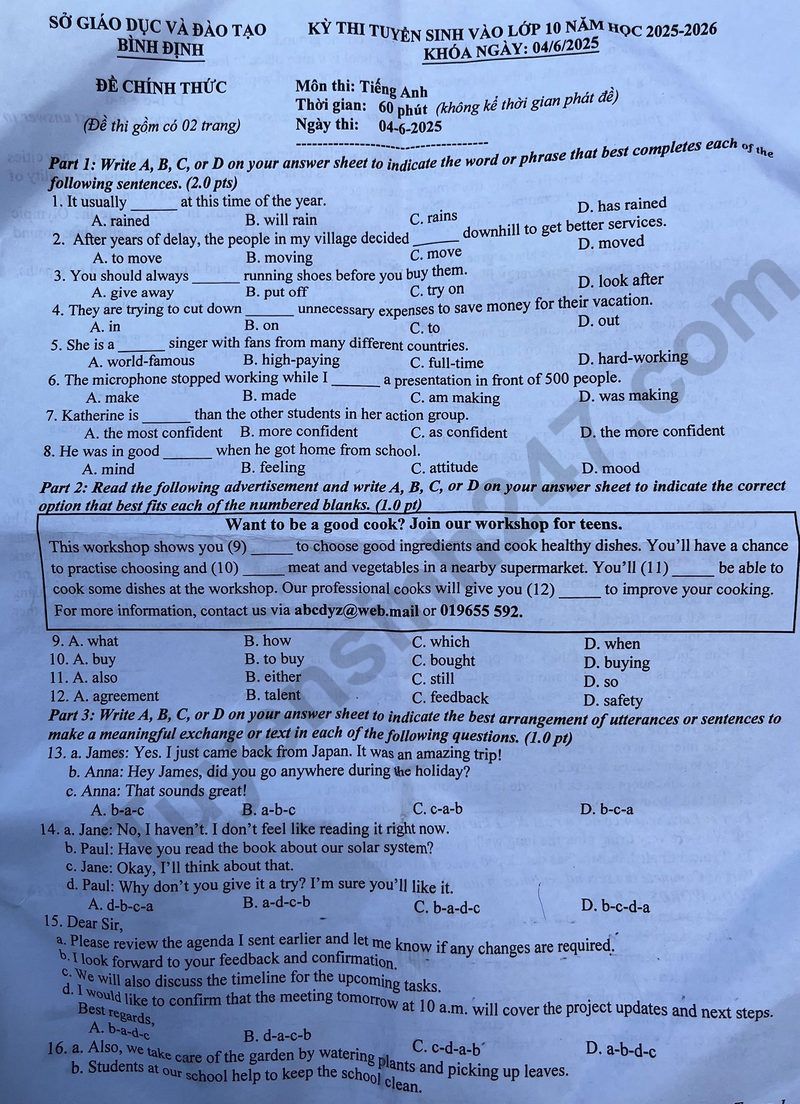 SỞ GIÁO DỤC VÀ ĐÀO TẠO
BÌNH ĐỊNH
KỲ THI TUYỂN SINH VÀO LỚP 10 NĂM HỌC 2025-2026
KHÓA NGÀY: 04/6/2025
ĐỀ CHÍNH THỨC
(Đề thi gồm có 02 trang)
Môn thi: Tiếng Anh
Thời gian: 60 phút (không kể thời gian phát đề)
Ngày thi: 04-6-2025
Part 1: Write A, B, C, or D on your answer sheet to indicate the word or phrase that best completes each of the
following sentences. (2.0 pts)
1. It usually ______ at this time of the year.
A. rained B. will rain C. rains D. has rained
2. After years of delay, the people in my village decided ______ downhill to get better services.
A. to move B. moving C. move D. moved
3. You should always ______ running shoes before you buy them.
A. give away B. put off C. try on D. look after
4. They are trying to cut down ______ unnecessary expenses to save money for their vacation.
A. in B. on C. to D. out
5. She is a ______ singer with fans from many different countries.
A. world-famous B. high-paying C. full-time D. hard-working
6. The microphone stopped working while I ______ a presentation in front of 500 people.
A. make B. made C. am making D. was making
7. Katherine is ______ than the other students in her action group.
A. the most confident B. more confident C. as confident D. the more confident
8. He was in good ______ when he got home from school.
A. mind B. feeling C. attitude D. mood
Part 2: Read the following advertisement and write A, B, C, or D on your answer sheet to indicate the correct
option that best fits each of the numbered blanks. (1.0 pt)
Want to be a good cook? Join our workshop for teens.
This workshop shows you (9) ______ to choose good ingredients and cook healthy dishes. You'll have a chance
to practise choosing and (10) ______ meat and vegetables in a nearby supermarket. You'll (11) ______ be able to
cook some dishes at the workshop. Our professional cooks will give you (12) ______ to improve your cooking.
For more information, contact us via abcdyz@web.mail or 019655 592.
9. A. what B. how C. which D. when
10. A. buy B. to buy C. bought D. buying
11. A. also B. either C. still D. so
12. A. agreement B. talent C. feedback D. safety
Part 3: Write A, B, C, or D on your answer sheet to indicate the best arrangement of utterances or sentences to
make a meaningful exchange or text in each of the following questions. (1.0 pt)
13. a. James: Yes. I just came back from Japan. It was an amazing trip!
b. Anna: Hey James, did you go anywhere during the holiday?
c. Anna: That sounds great!
A. b-a-c B. a-b-c C. c-a-b D. b-c-a
14. a. Jane: No, I haven't. I don't feel like reading it right now.
b. Paul: Have you read the book about our solar system?
c. Jane: Okay, I'll think about that.
d. Paul: Why don't you give it a try? I'm sure you'll like it.
A. d-b-c-a B. a-d-c-b C. b-a-d-c D. b-c-d-a
15. Dear Sir,
a. Please review the agenda I sent earlier and let me know if any changes are required.
b. I look forward to your feedback and confirmation.
c. We will also discuss the timeline for the upcoming tasks.
d. I would like to confirm that the meeting tomorrow at 10 a.m. will cover the project updates and next steps.
Best regards,
A. b-a-d-c B. d-a-c-b C. c-d-a-b D. a-b-d-c
16. a. Also, we take care of the garden by watering plants and picking up leaves.
b. Students at our school help to keep the school clean.